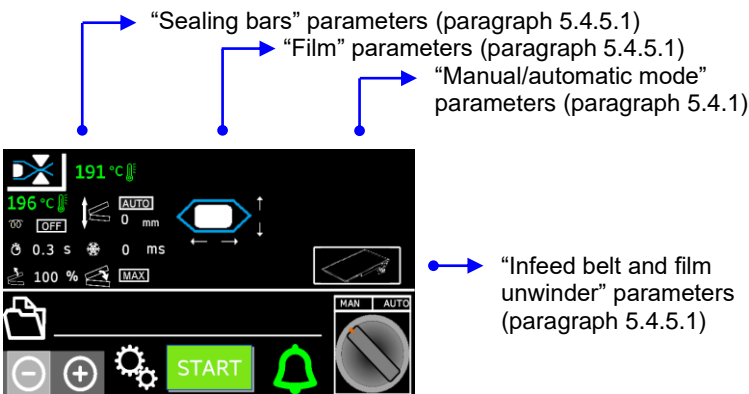 “Sealing bars” parameters (paragraph 5.4.5.1)
“Film” parameters (paragraph 5.4.5.1)
“Manual/automatic mode”
parameters (paragraph 5.4.1)
191 °C
196 °C
AUTO
0 mm
OFF
0.3 s 0 ms
100 % MAX
“Infeed belt and film
unwinder” parameters
(paragraph 5.4.5.1)
MAN AUTO
START